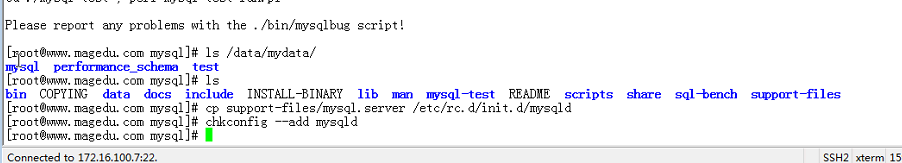 Please report any problems with the ./bin/mysqlbug script!
[root@www.magedu.com mysql]# ls /data/mydata/
mysql performance_schema test
[root@www.magedu.com mysql]# ls
bin COPYING data docs include INSTALL-BINARY lib man mysql-test README scripts share sql-bench support-files
[root@www.magedu.com mysql]# cp support-files/mysql.server /etc/rc.d/init.d/mysqld
[root@www.magedu.com mysql]# chkconfig --add mysqld
[root@www.magedu.com mysql]#
Connected to 172.16.100.7:22. SSH2 xterm 15